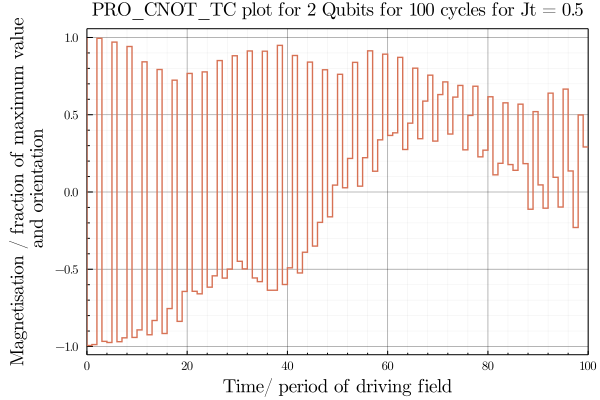 PRO_CNOT_TC plot for 2 Qubits for 100 cycles for Jt = 0.5
Magnetisation / fraction of maximum value
and orientation
1.0
0.5
0.0
−0.5
−1.0
0 20 40 60 80 100
Time/ period of driving field